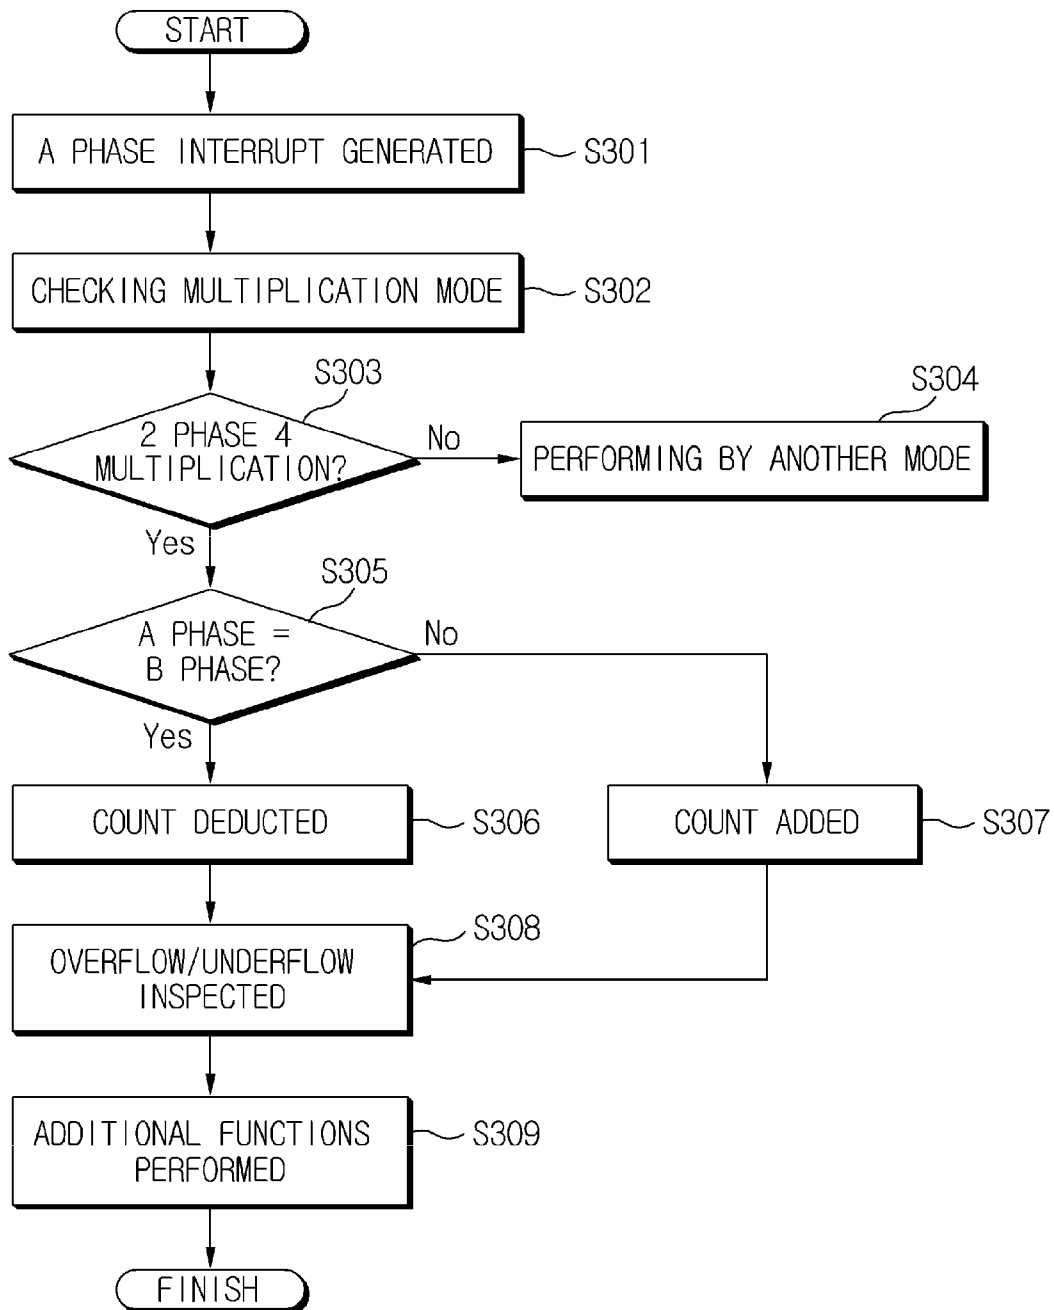 START
A PHASE INTERRUPT GENERATED
S301
CHECKING MULTIPLICATION MODE
S302
S303
2 PHASE 4
MULTIPLICATION?
No
S304
PERFORMING BY ANOTHER MODE
Yes
S305
A PHASE =
B PHASE?
No
Yes
COUNT DEDUCTED
S306
COUNT ADDED
S307
S308
OVERFLOW/UNDERFLOW
INSPECTED
ADDITIONAL FUNCTIONS
PERFORMED
S309
FINISH